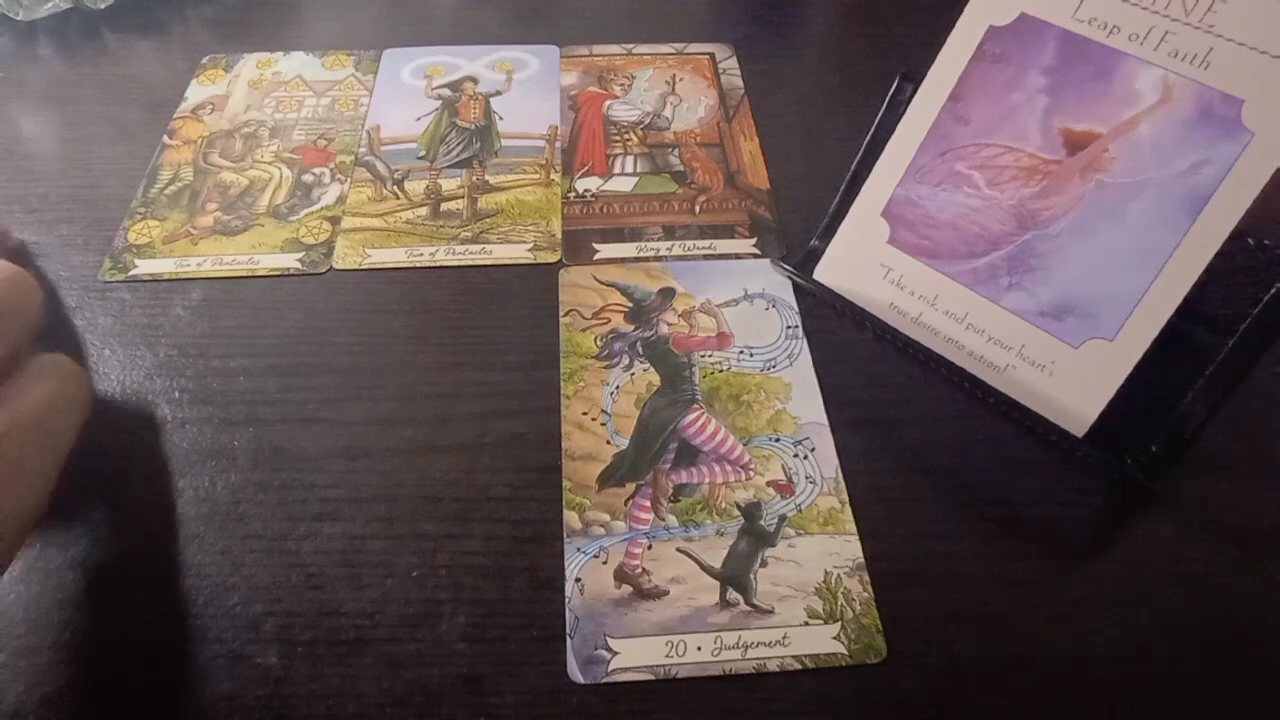 Ten of Pentacles
Two of Pentacles
King of Wands
20 • Judgement
Leap of Faith
"Take a risk, and put your heart's
true desire into action!"